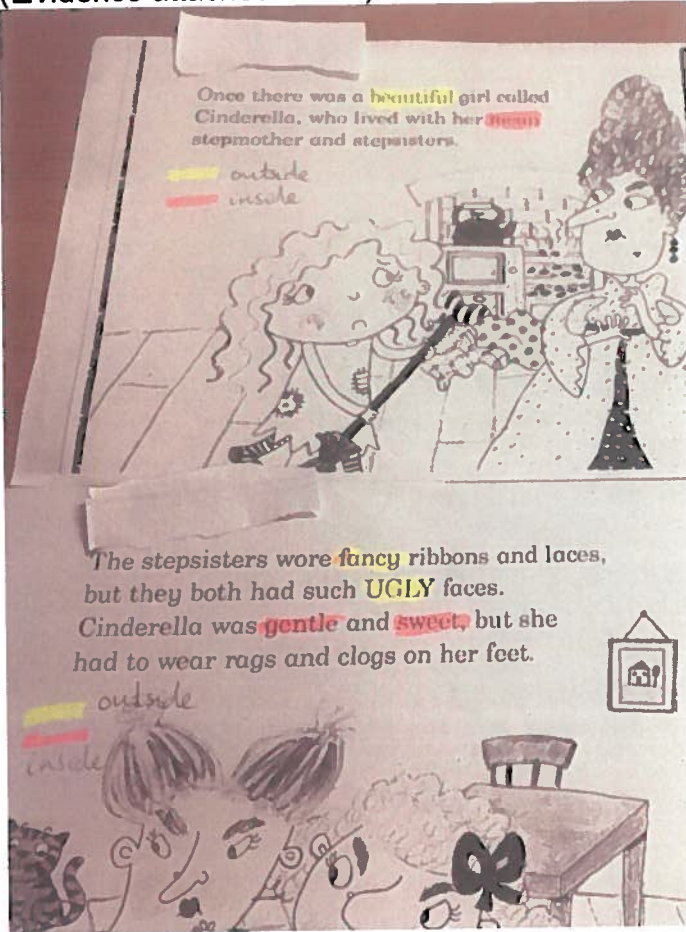 Once there was a beautiful girl called
Cinderella, who lived with her mean
stepmother and stepsisters.
outside
inside
The stepsisters wore fancy ribbons and laces,
but they both had such UGLY faces.
Cinderella was gentle and sweet, but she
had to wear rags and clogs on her feet.
outside
inside